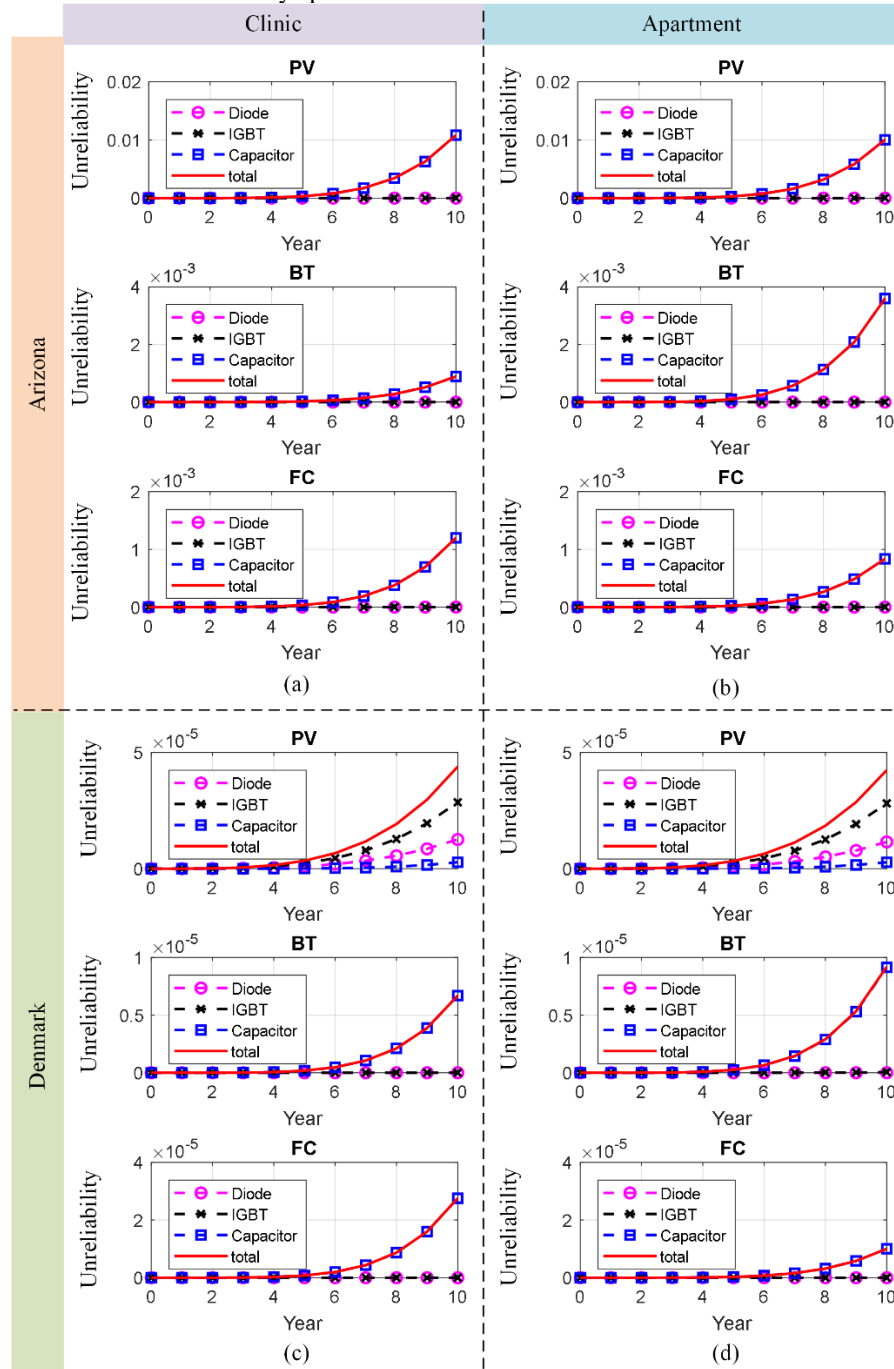 Clinic
Apartment
Arizona
PV
Unreliability
0.02
0.01
0
Diode
IGBT
Capacitor
total
0 2 4 6 8 10
Year
PV
Unreliability
0.02
0.01
0
Diode
IGBT
Capacitor
total
0 2 4 6 8 10
Year
BT
×10⁻³
Unreliability
4
2
0
Diode
IGBT
Capacitor
total
0 2 4 6 8 10
Year
BT
×10⁻³
Unreliability
4
2
0
Diode
IGBT
Capacitor
total
0 2 4 6 8 10
Year
FC
×10⁻³
Unreliability
2
1
0
Diode
IGBT
Capacitor
total
0 2 4 6 8 10
Year
(a)
FC
×10⁻³
Unreliability
2
1
0
Diode
IGBT
Capacitor
total
0 2 4 6 8 10
Year
(b)
Denmark
PV
×10⁻⁵
Unreliability
5
0
Diode
IGBT
Capacitor
total
0 2 4 6 8 10
Year
PV
×10⁻⁵
Unreliability
5
0
Diode
IGBT
Capacitor
total
0 2 4 6 8 10
Year
BT
×10⁻⁵
Unreliability
1
0.5
0
Diode
IGBT
Capacitor
total
0 2 4 6 8 10
Year
BT
×10⁻⁵
Unreliability
1
0.5
0
Diode
IGBT
Capacitor
total
0 2 4 6 8 10
Year
FC
×10⁻⁵
Unreliability
4
2
0
Diode
IGBT
Capacitor
total
0 2 4 6 8 10
Year
(c)
FC
×10⁻⁵
Unreliability
4
2
0
Diode
IGBT
Capacitor
total
0 2 4 6 8 10
Year
(d)